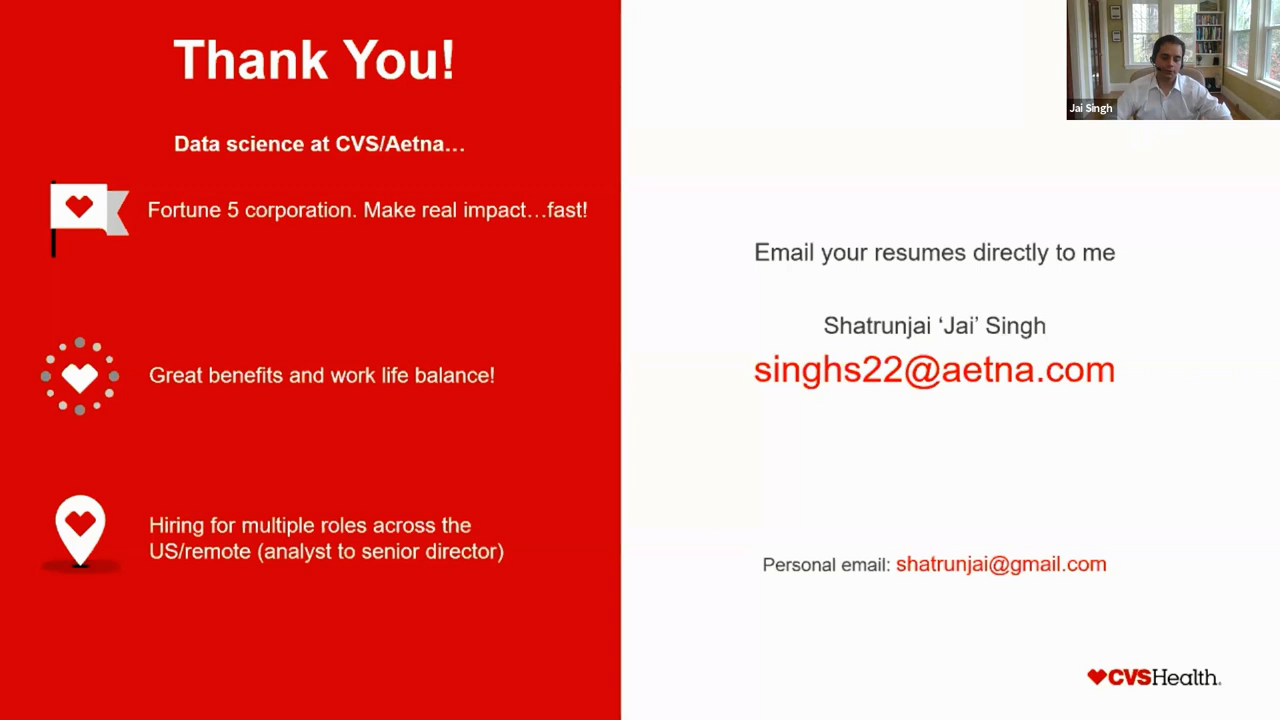 Thank You!
Data science at CVS/Aetna…
Fortune 5 corporation. Make real impact…fast!
Great benefits and work life balance!
Hiring for multiple roles across the
US/remote (analyst to senior director)
Jai Singh
Email your resumes directly to me
Shatrunjai ‘Jai’ Singh
singhs22@aetna.com
Personal email: shatrunjai@gmail.com
CVSHealth.